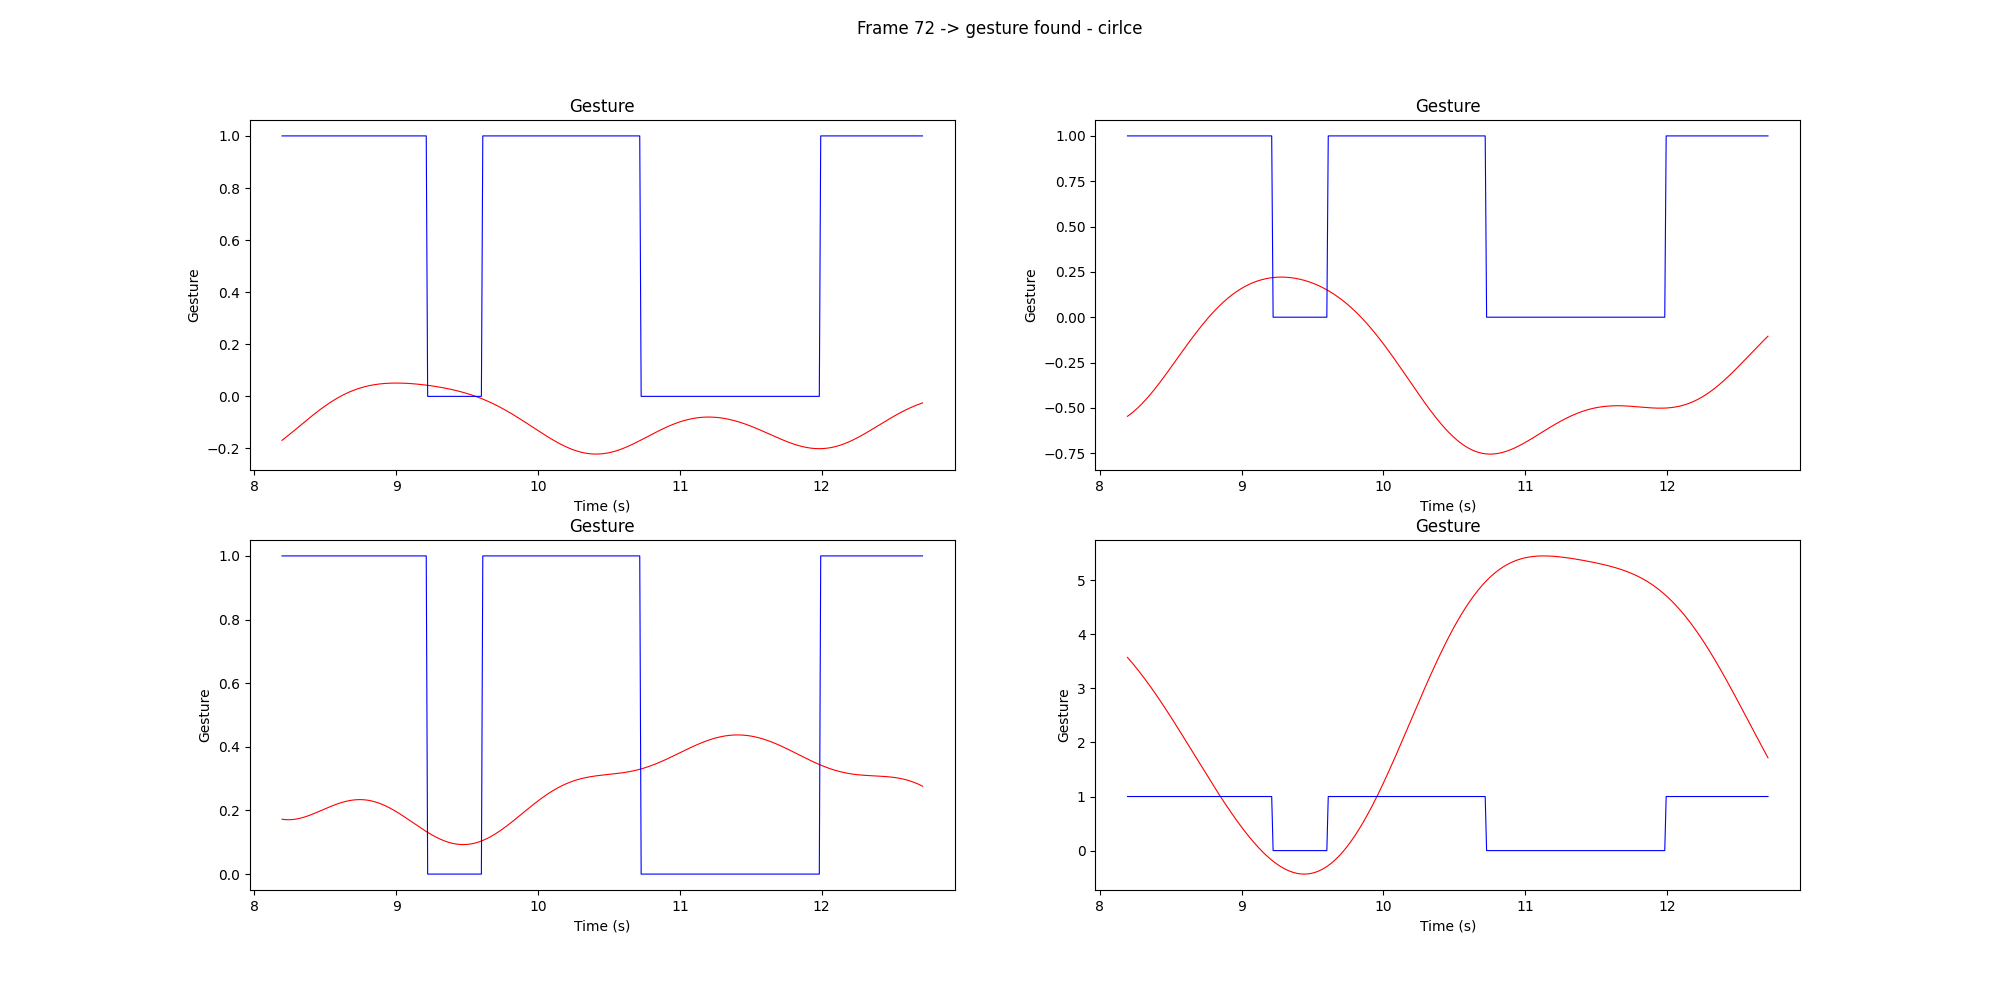 Frame 72 -> gesture found - cirlce
Gesture
1.0
0.8
0.6
0.4
0.2
0.0
−0.2
Gesture
8 9 10 11 12
Time (s)
Gesture
1.00
0.75
0.50
0.25
0.00
−0.25
−0.50
−0.75
Gesture
8 9 10 11 12
Time (s)
Gesture
1.0
0.8
0.6
0.4
0.2
0.0
Gesture
8 9 10 11 12
Time (s)
Gesture
5
4
3
2
1
0
Gesture
8 9 10 11 12
Time (s)